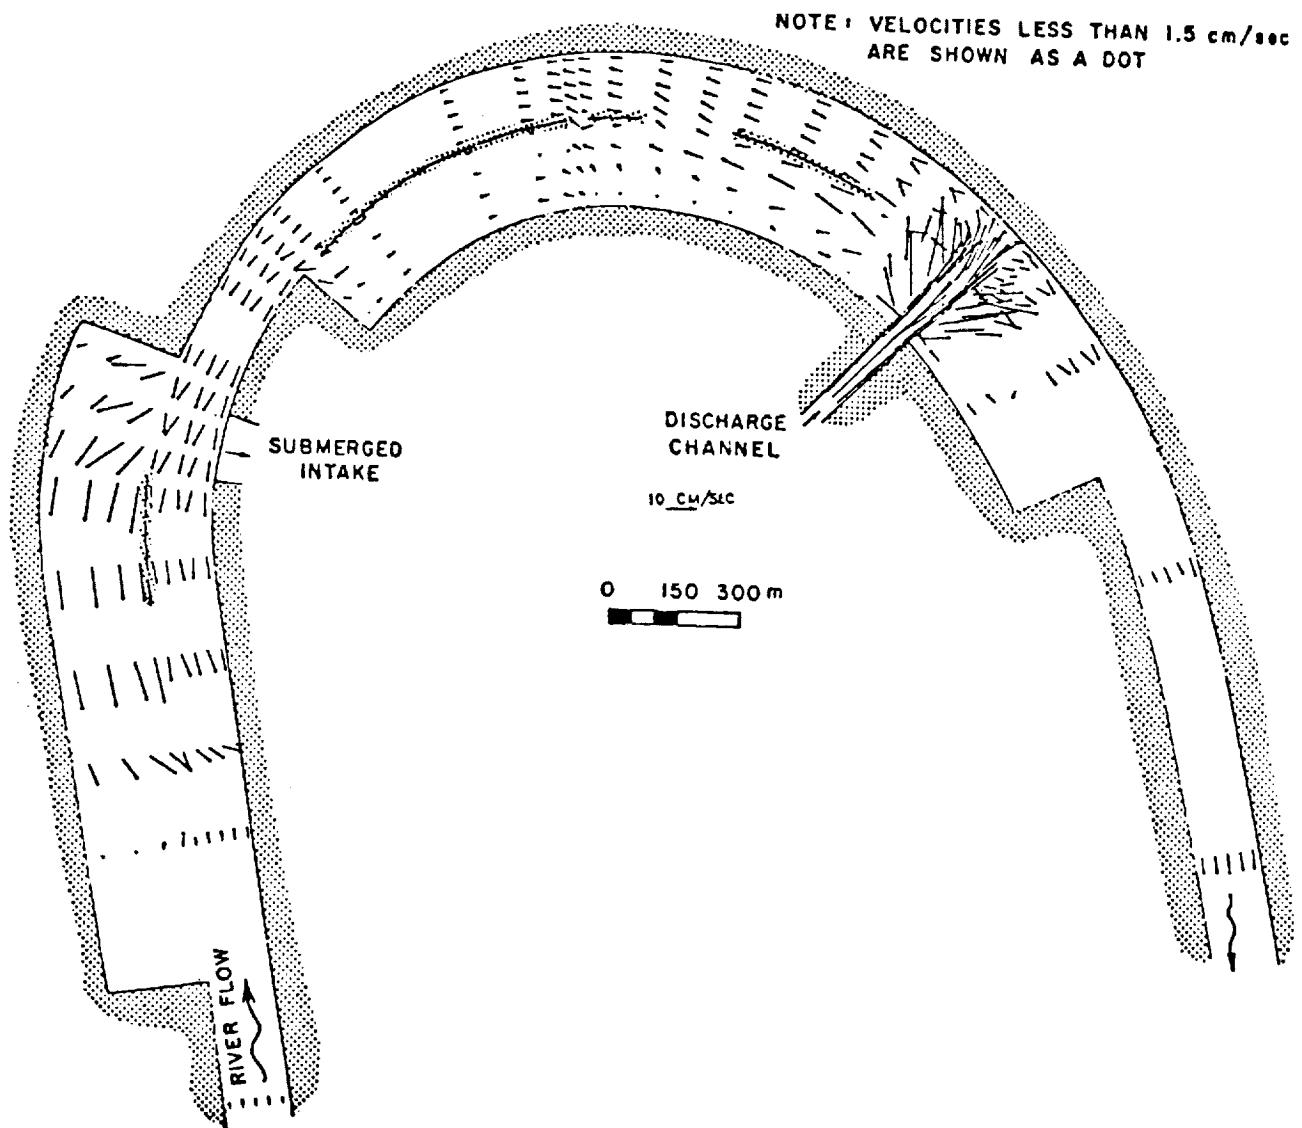 NOTE: VELOCITIES LESS THAN 1.5 cm/sec
ARE SHOWN AS A DOT
SUBMERGED
INTAKE
DISCHARGE
CHANNEL
10 CM/SEC
0 150 300 m
RIVER FLOW